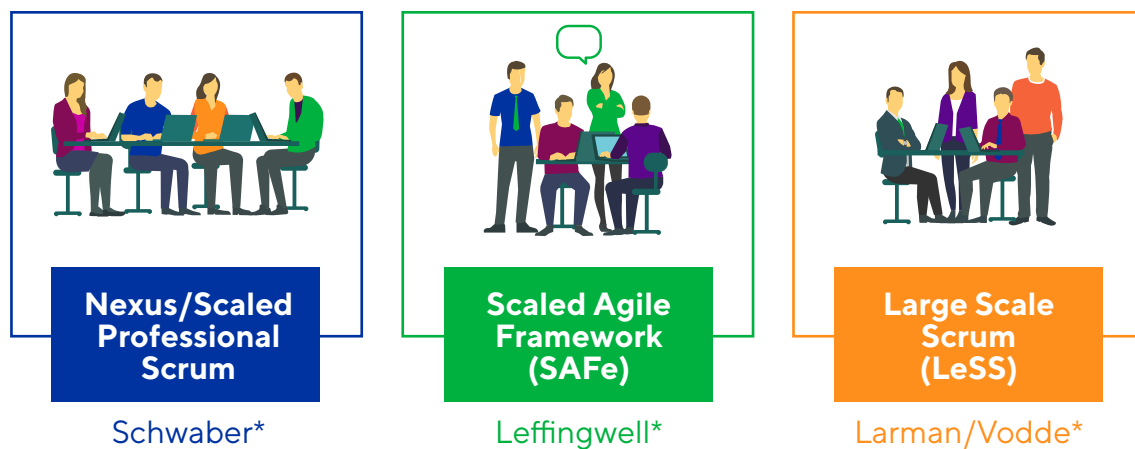 Nexus/Scaled
Professional
Scrum
Schwaber*
Scaled Agile
Framework
(SAFe)
Leffingwell*
Large Scale
Scrum
(LeSS)
Larman/Vodde*